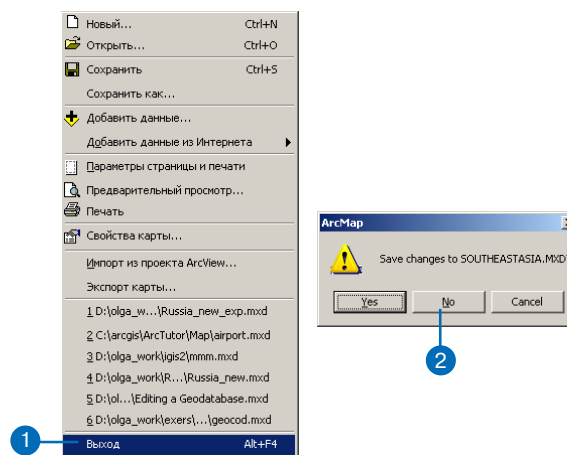 Новый... Ctrl+N
Открыть... Ctrl+O
Сохранить Ctrl+S
Сохранить как...
Добавить данные...
Добавить данные из Интернета
Параметры страницы и печати
Предварительный просмотр...
Печать
Свойства карты...
Импорт из проекта ArcView...
Экспорт карты...
1 D:\olga_w...\Russia_new_exp.mxd
2 C:\arcgis\ArcTutor\Map\airport.mxd
3 D:\olga_work\igis2\mmm.mxd
4 D:\olga_work\R...\Russia_new.mxd
5 D:\ol...\Editing a Geodatabase.mxd
6 D:\olga_work\exers\...\geocod.mxd
1
Выход Alt+F4
ArcMap
Save changes to SOUTHEASTASIA.MXD?
Yes No Cancel
2